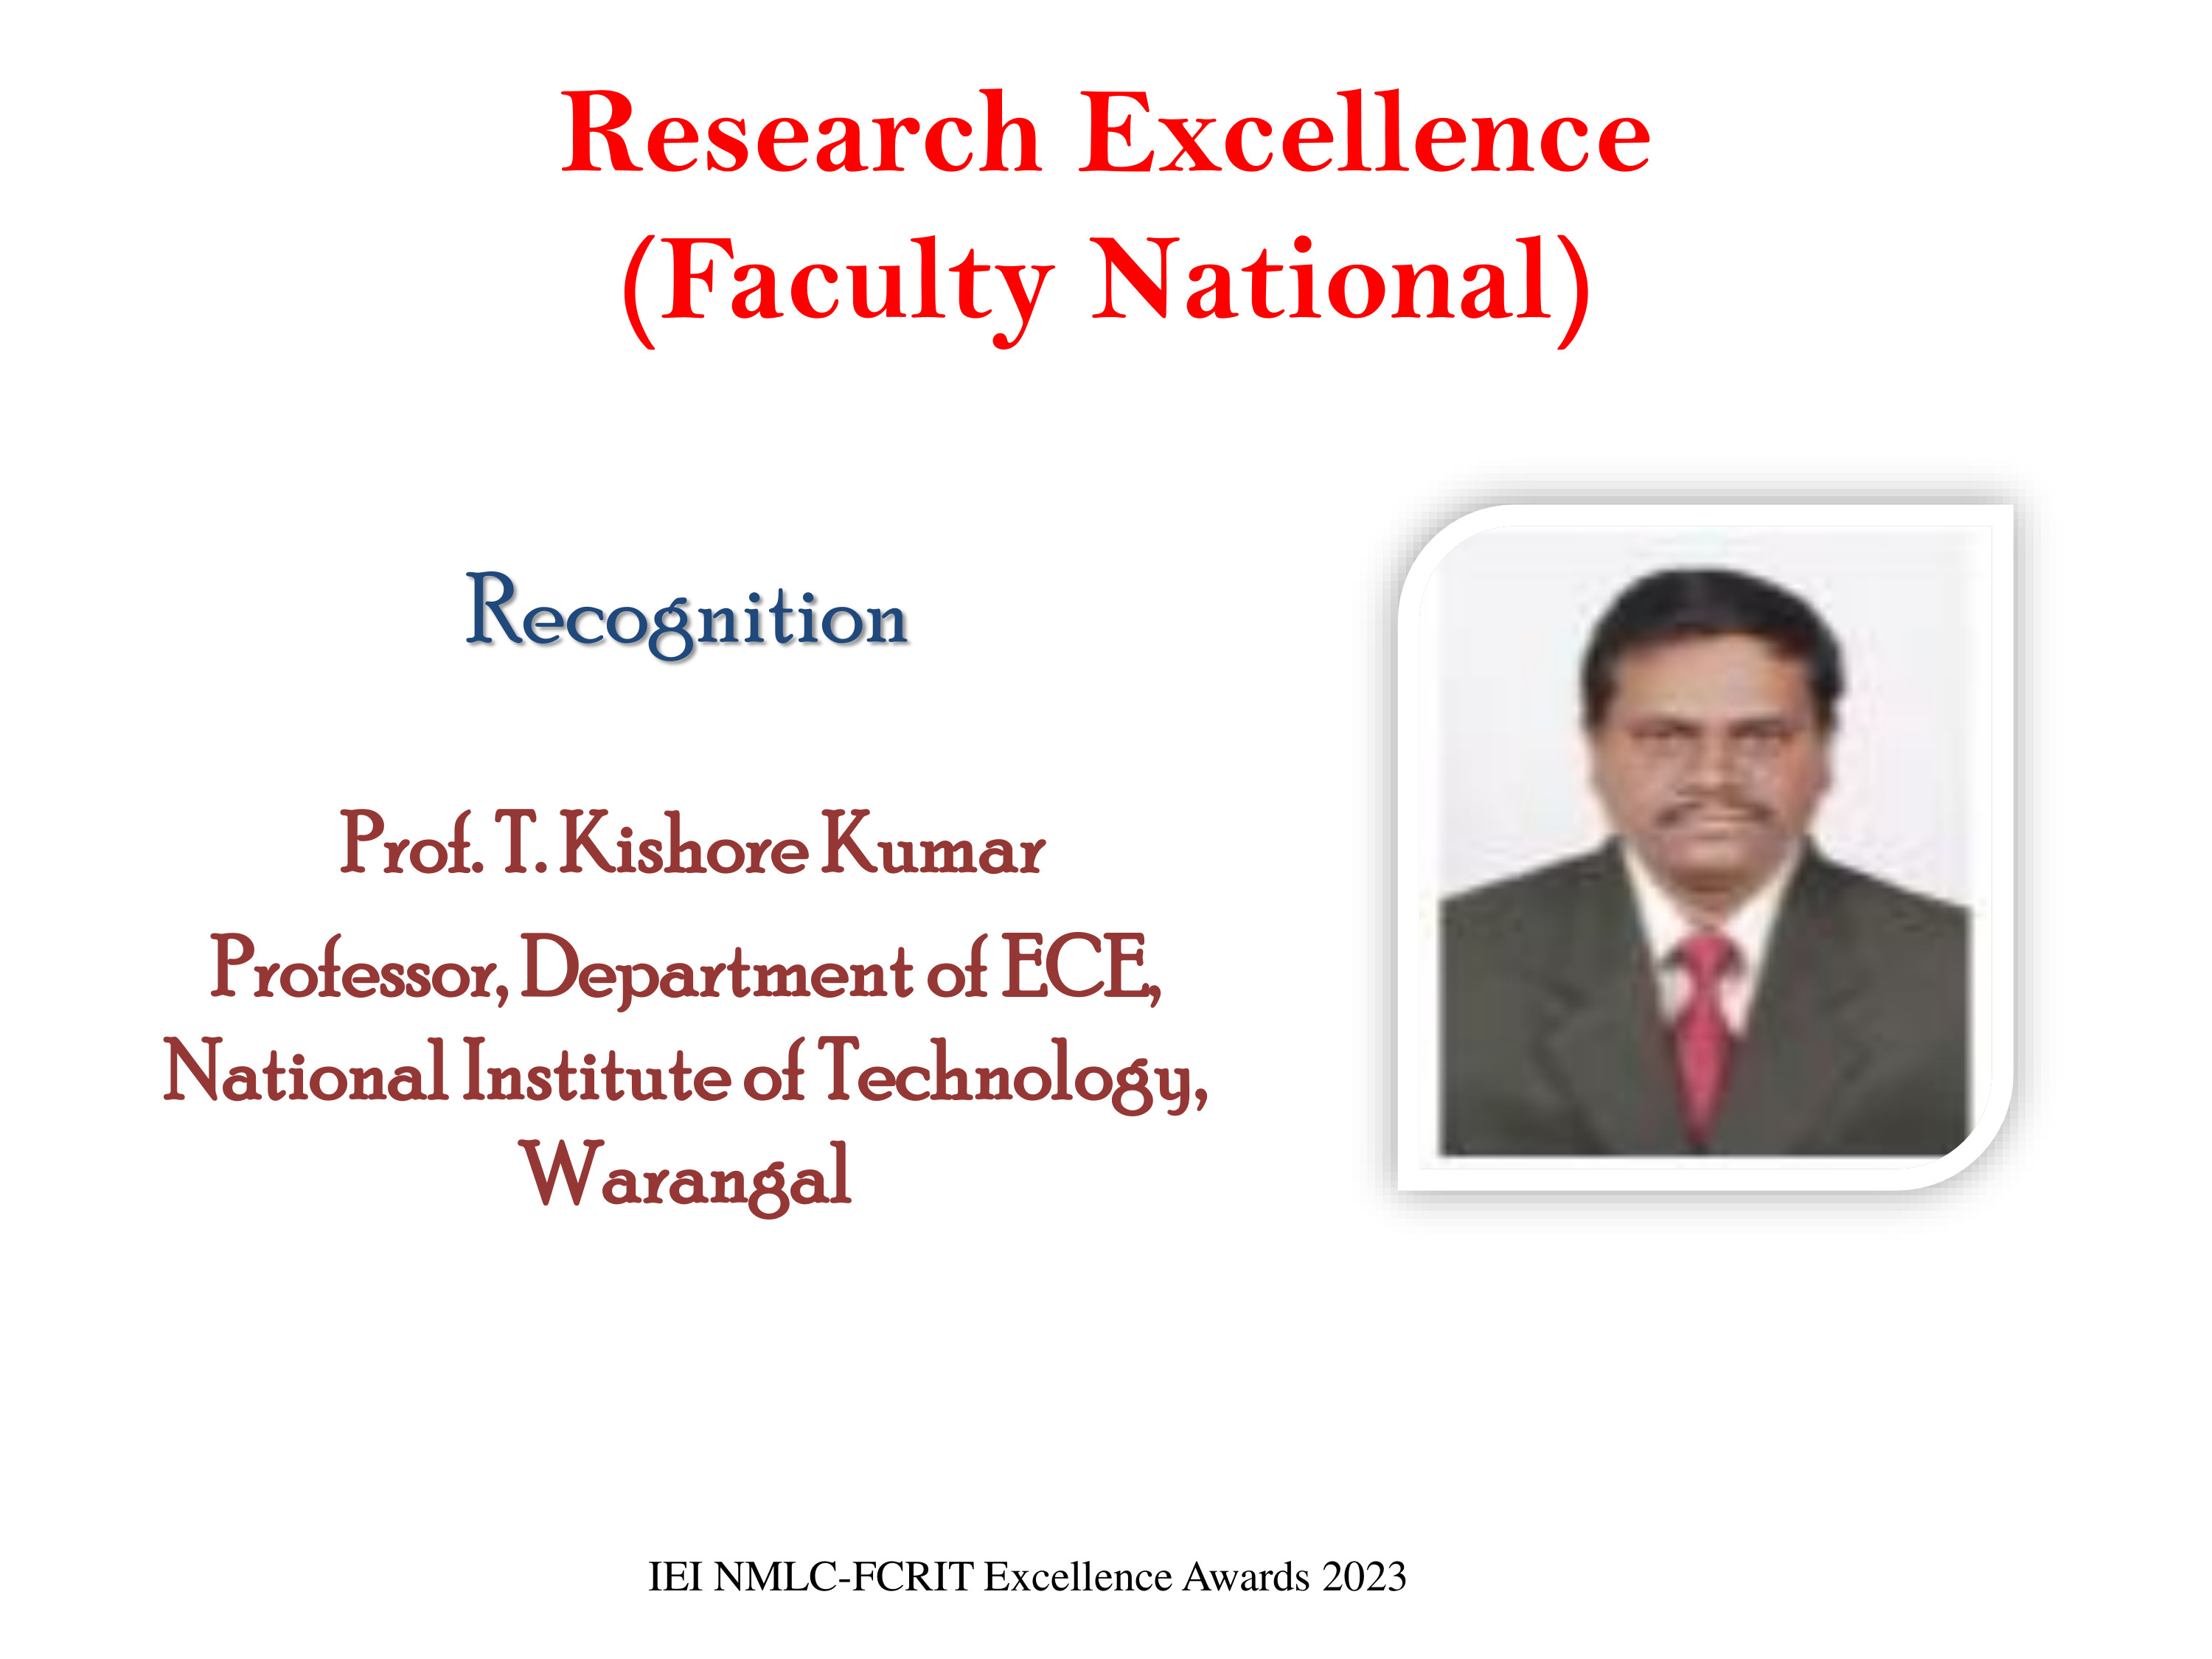 Research Excellence
(Faculty National)
Recognition
Prof. T. Kishore Kumar
Professor, Department of ECE,
National Institute of Technology,
Warangal
IEI NMLC-FCRIT Excellence Awards 2023